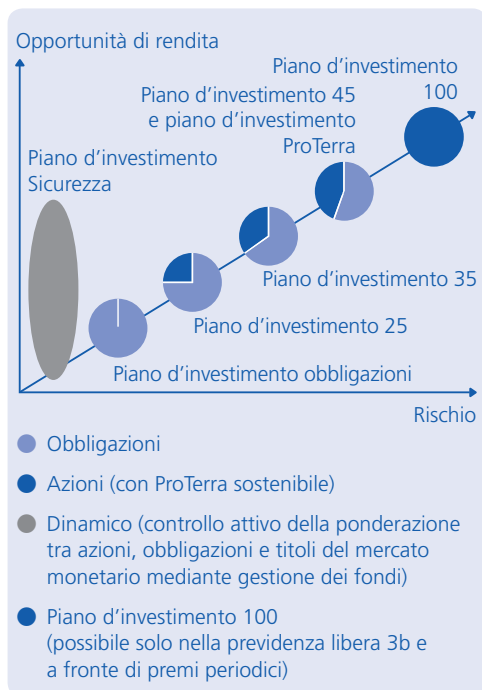 Opportunità di rendita
Piano d’investimento
100
Piano d’investimento 45
e piano d’investimento
ProTerra
Piano d’investimento
Sicurezza
Piano d’investimento 35
Piano d’investimento 25
Piano d’investimento obbligazioni
Rischio
Obbligazioni
Azioni (con ProTerra sostenibile)
Dinamico (controllo attivo della ponderazione
tra azioni, obbligazioni e titoli del mercato
monetario mediante gestione dei fondi)
Piano d’investimento 100
(possibile solo nella previdenza libera 3b e
a fronte di premi periodici)